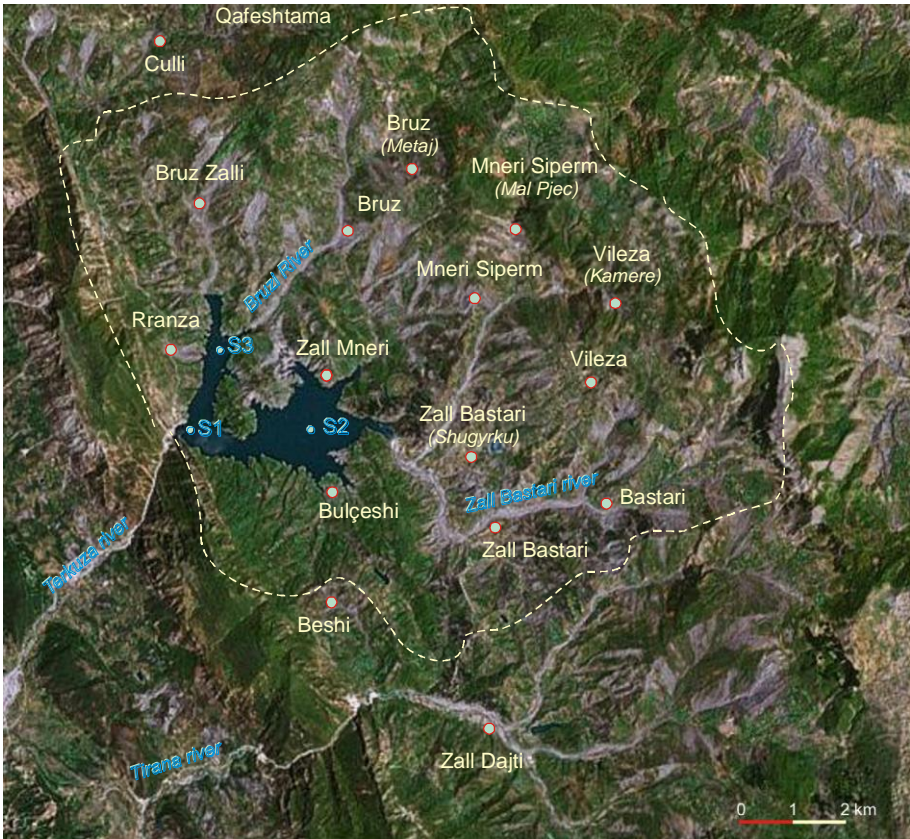 Qafeshtama
Culli
Bruz
(Metaj)
Mneri Siperm
(Mal Pjec)
Bruz Zalli
Bruz
Bruzi River
Vileza
(Kamere)
Mneri Siperm
Rranza
S3
Zall Mneri
Vileza
Zall Bastari
(Shugyrku)
S1
S2
Zall Bastari river
Bastari
Bulçeshi
Zall Bastari
Terkuza river
Beshi
Tirana river
Zall Dajti
0 1 2 km